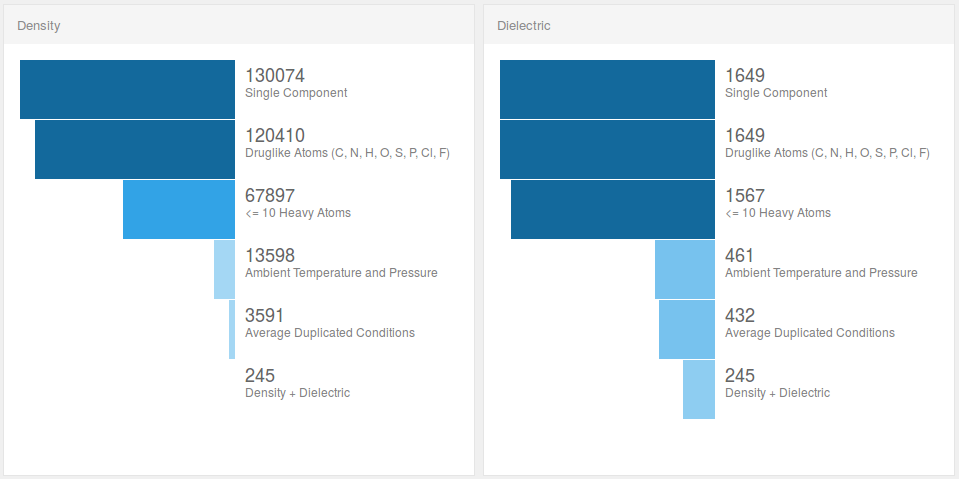 Density
130074
Single Component
120410
Druglike Atoms (C, N, H, O, S, P, Cl, F)
67897
<= 10 Heavy Atoms
13598
Ambient Temperature and Pressure
3591
Average Duplicated Conditions
245
Density + Dielectric
Dielectric
1649
Single Component
1649
Druglike Atoms (C, N, H, O, S, P, Cl, F)
1567
<= 10 Heavy Atoms
461
Ambient Temperature and Pressure
432
Average Duplicated Conditions
245
Density + Dielectric